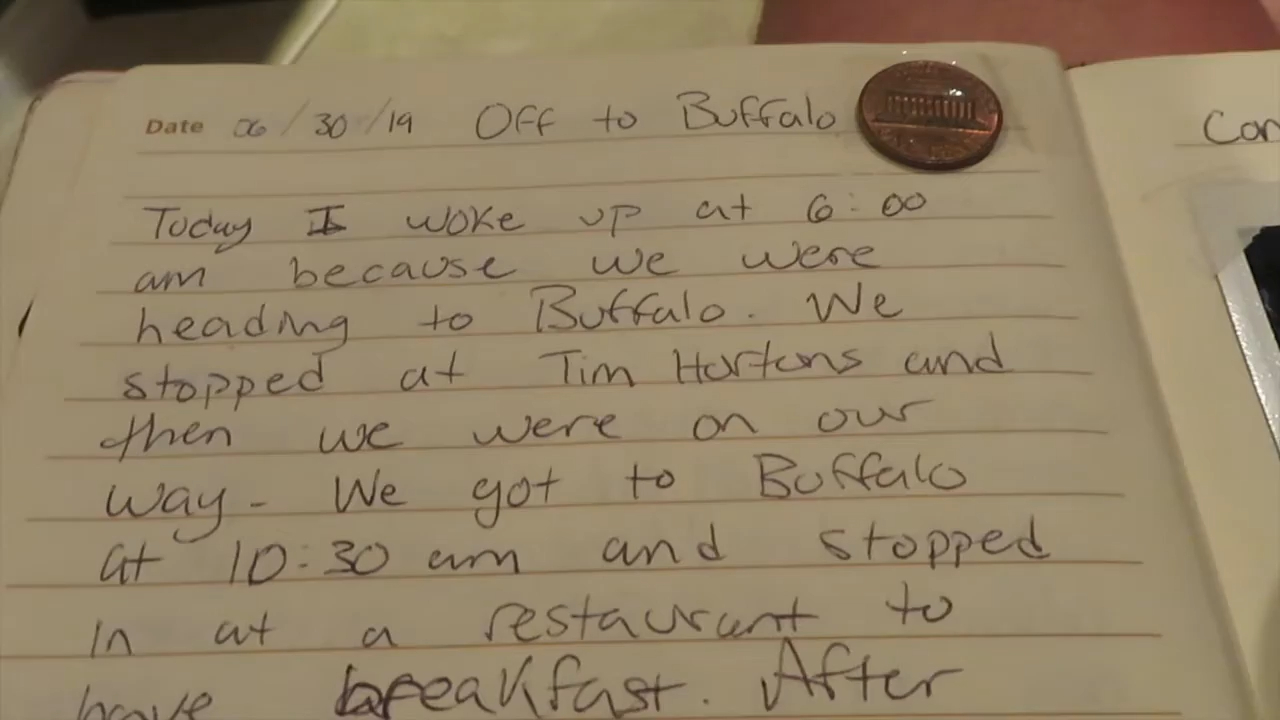 Date 06/30/19 Off to Buffalo
Today I woke up at 6:00
am because we were
heading to Buffalo. We
stopped at Tim Hortons and
then we were on our
way. We got to Buffalo
at 10:30 am and stopped
in at a restaurant to
have breakfast. After
Con